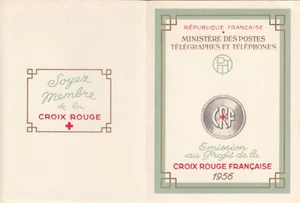 Soyez
Membre
de la
CROIX ROUGE
RÉPUBLIQUE FRANÇAISE
MINISTÈRE DES POSTES
TÉLÉGRAPHES ET TÉLÉPHONES
PTT
CRF
Emission
au Profit de la
CROIX ROUGE FRANÇAISE
1956